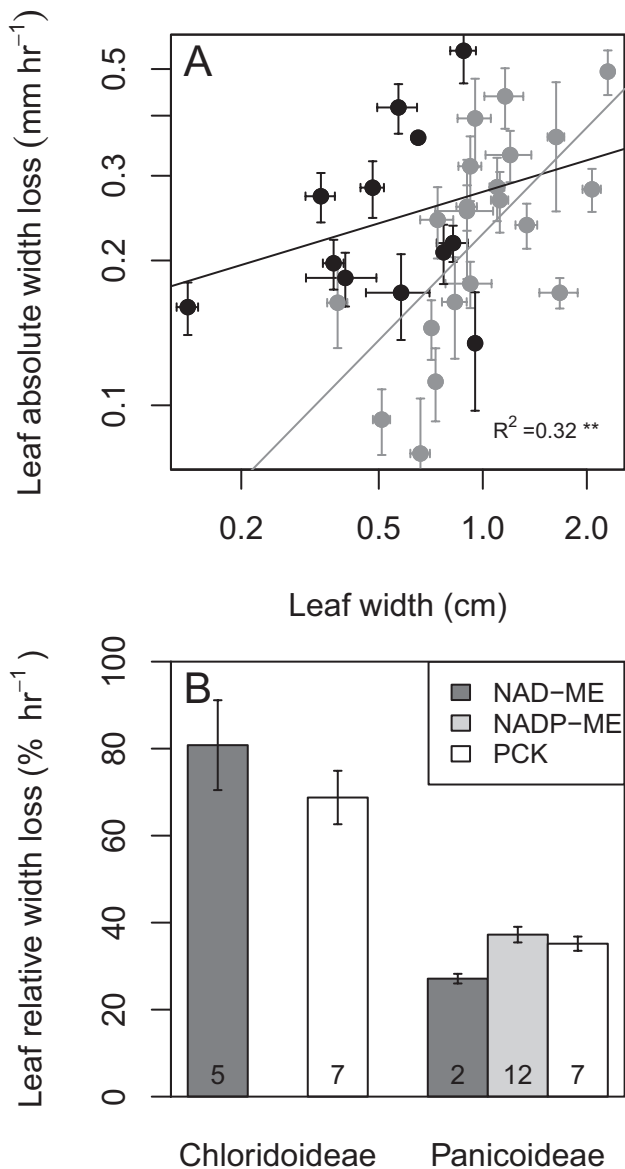 A
Leaf absolute width loss (mm hr⁻¹)
0.5
0.3
0.2
0.1
R² =0.32 **
0.2 0.5 1.0 2.0
Leaf width (cm)
B
Leaf relative width loss (% hr⁻¹ )
100
80
60
40
20
0
NAD−ME
NADP−ME
PCK
5 7 2 12 7
Chloridoideae Panicoideae